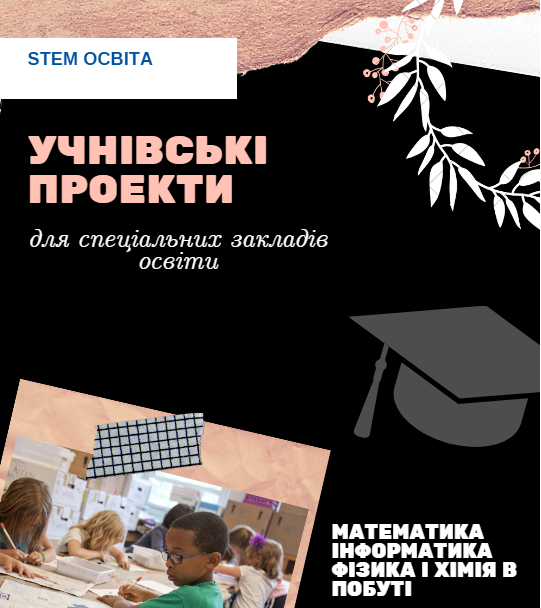 STEM ОСВІТА
УЧНІВСЬКІ
ПРОЕКТИ
для спеціальних закладів
освіти
МАТЕМАТИКА
ІНФОРМАТИКА
ФІЗИКА І ХІМІЯ В
ПОБУТІ